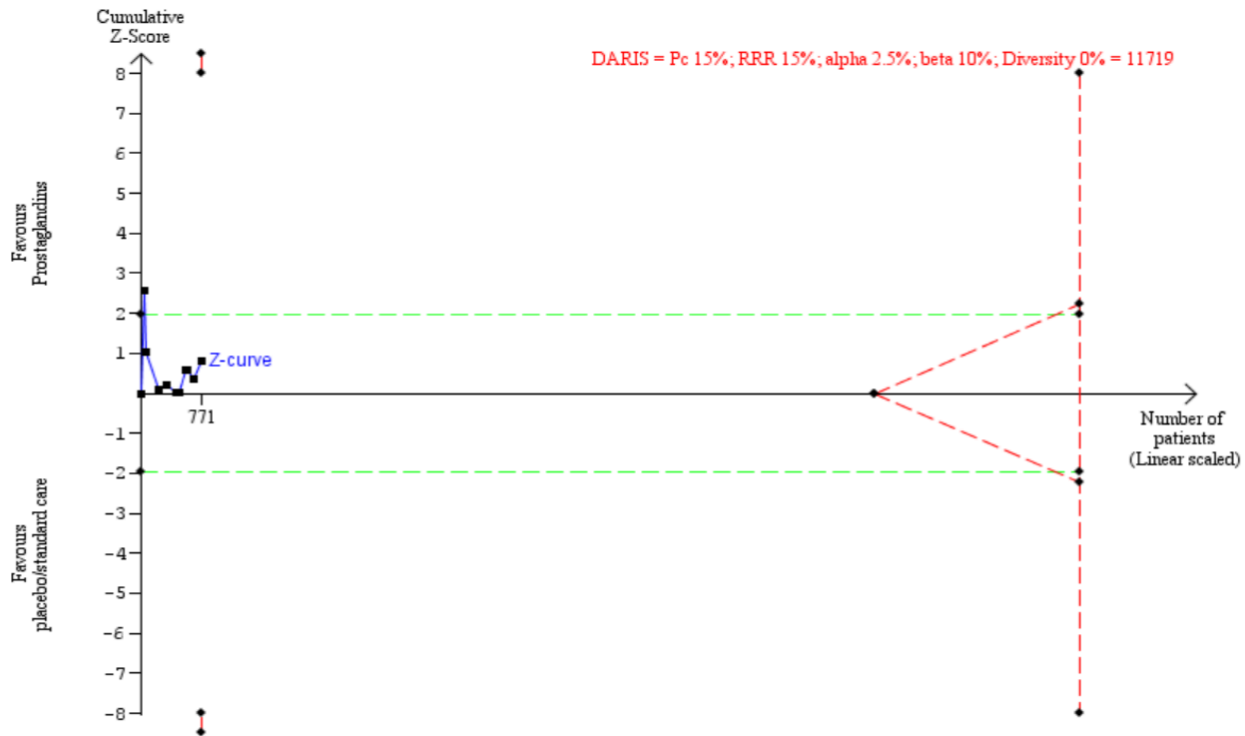 Cumulative
Z-Score
DARIS = Pc 15%; RRR 15%; alpha 2.5%; beta 10%; Diversity 0% = 11719
8
7
6
5
4
3
2
1
-1
-2
-3
-4
-5
-6
-7
-8
Favours
Prostaglandins
Favours
placebo/standard care
Z-curve
771
Number of
patients
(Linear scaled)